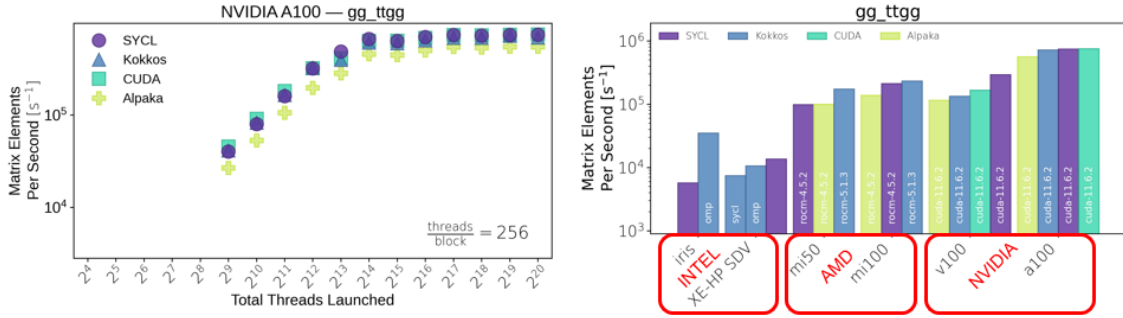 NVIDIA A100 — gg_ttgg
SYCL
Kokkos
CUDA
Alpaka
Matrix Elements
Per Second [s⁻¹]
10⁵
10⁴
threads/block = 256
2⁴ 2⁵ 2⁶ 2⁷ 2⁸ 2⁹ 2¹⁰ 2¹¹ 2¹² 2¹³ 2¹⁴ 2¹⁵ 2¹⁶ 2¹⁷ 2¹⁸ 2¹⁹ 2²⁰
Total Threads Launched
gg_ttgg
SYCL Kokkos CUDA Alpaka
Matrix Elements
Per Second [s⁻¹]
10⁶
10⁵
10⁴
10³
omp
sycl
omp
rocm-4.5.2
rocm-4.5.2
rocm-5.1.3
rocm-4.5.2
rocm-4.5.2
rocm-5.1.3
cuda-11.6.2
cuda-11.6.2
cuda-11.6.2
cuda-11.6.2
cuda-11.6.2
cuda-11.6.2
cuda-11.6.2
cuda-11.6.2
iris
INTEL
XE-HP SDV
mi50
AMD
mi100
v100
NVIDIA
a100